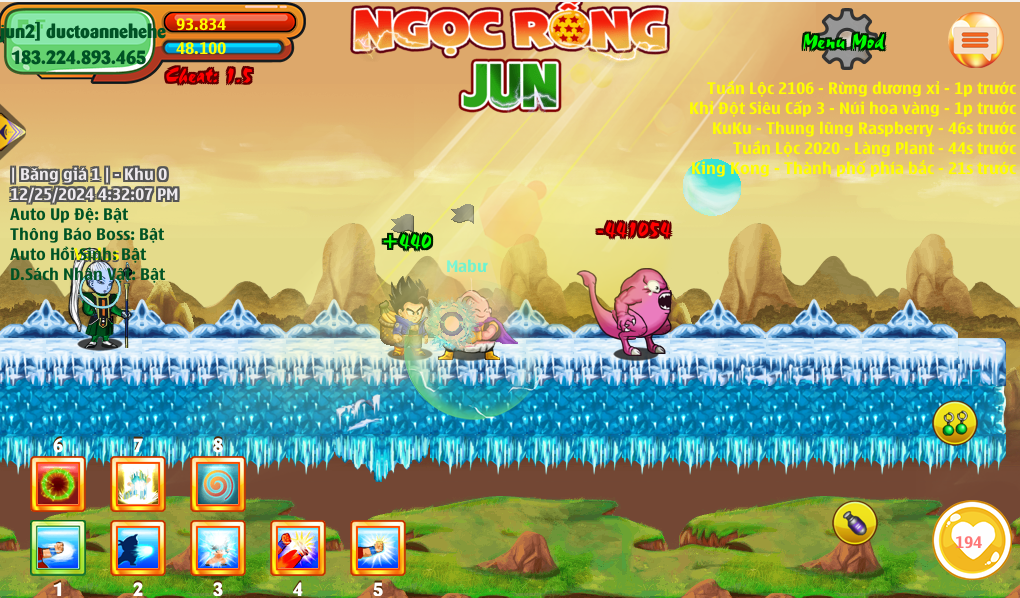 jun2] ductoannehehe
183.224.893.465
93.834
48.100
Cheat: 1.5
NGỌC RỒNG
JUN
Menu Mod
Tuần Lộc 2106 - Rừng dương xỉ - 1p trước
Khỉ Đột Siêu Cấp 3 - Núi hoa vàng - 1p trước
KuKu - Thung lũng Raspberry - 46s trước
Tuần Lộc 2020 - Làng Plant - 44s trước
King Kong - Thành phố phía bắc - 21s trước
| Băng giá 1 | - Khu 0
12/25/2024 4:32:07 PM
Auto Up Đệ: Bật
Thông Báo Boss: Bật
Auto Hồi Sinh: Bật
D.Sách Nhân Vật: Bật
+440
-441054
Mabư
6 7 8
194
1 2 3 4 5